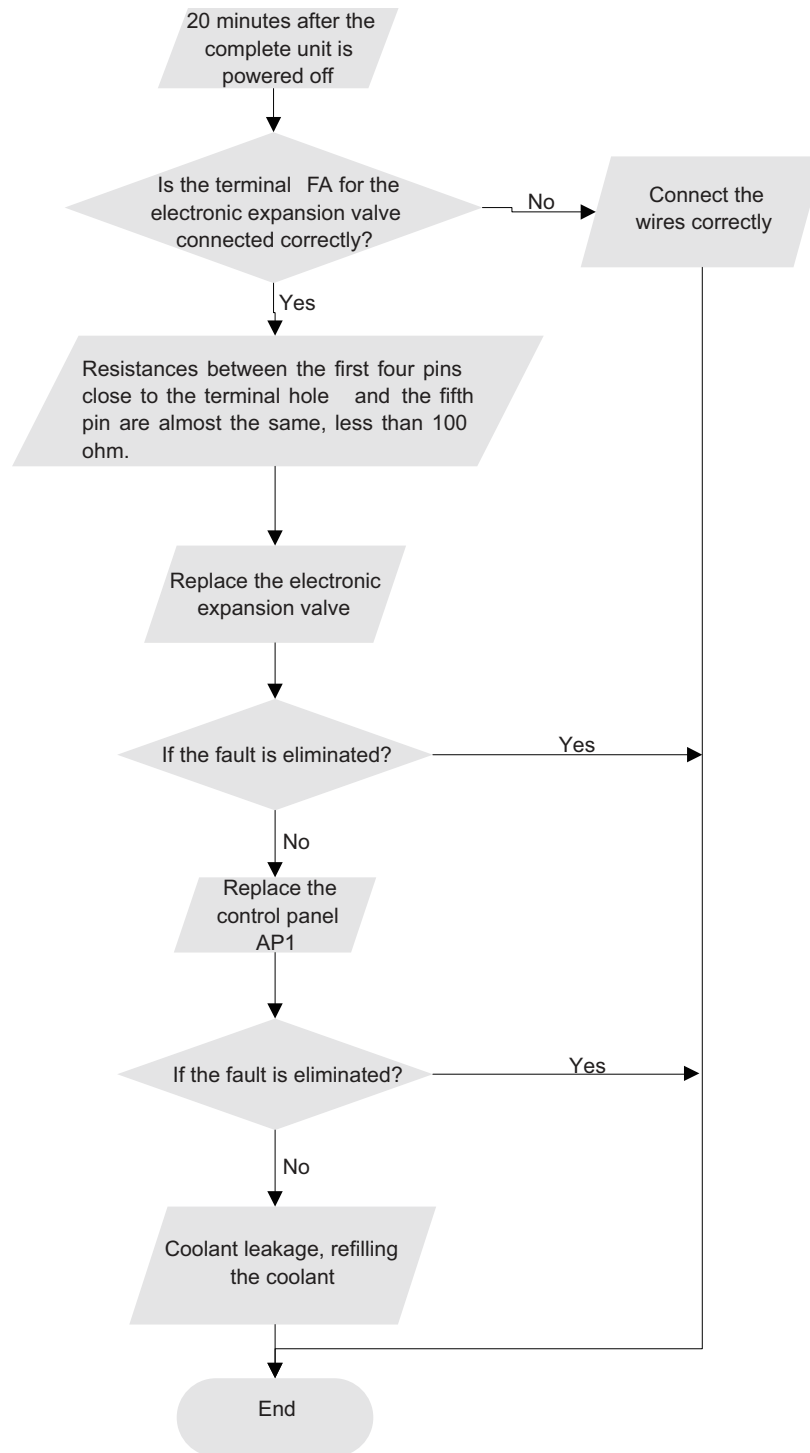 20 minutes after the
complete unit is
powered off
Is the terminal FA for the
electronic expansion valve
connected correctly?
No
Connect the
wires correctly
Yes
Resistances between the first four pins
close to the terminal hole and the fifth
pin are almost the same, less than 100
ohm.
Replace the electronic
expansion valve
If the fault is eliminated?
Yes
No
Replace the
control panel
AP1
If the fault is eliminated?
Yes
No
Coolant leakage, refilling
the coolant
End